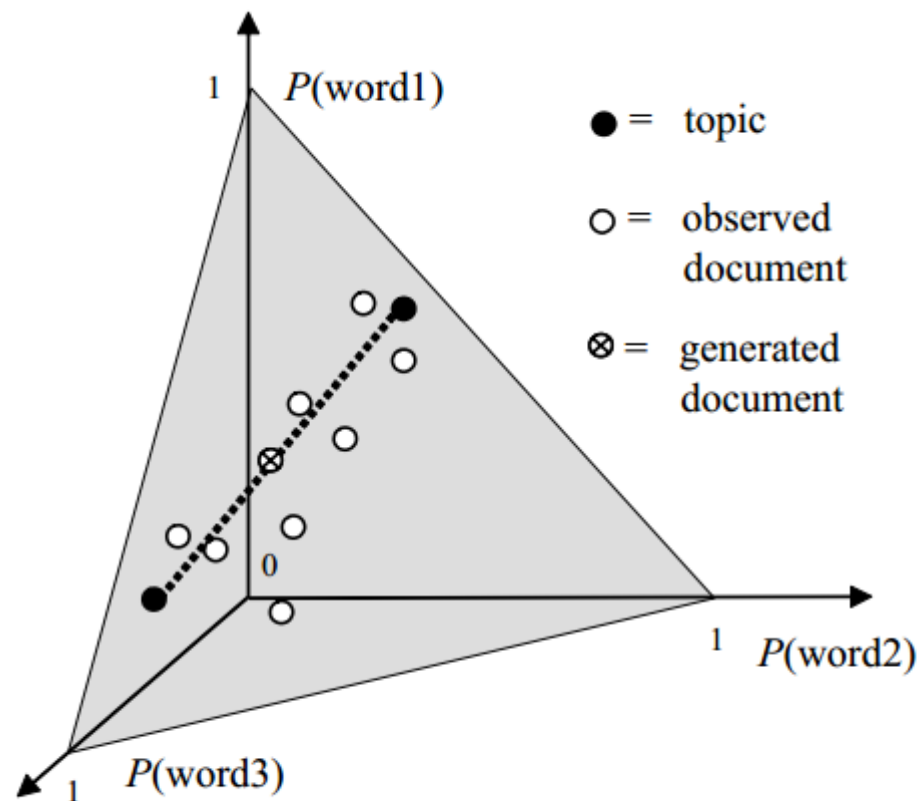 1
P(word1)
= topic
= observed
document
= generated
document
0
1
P(word2)
P(word3)
1